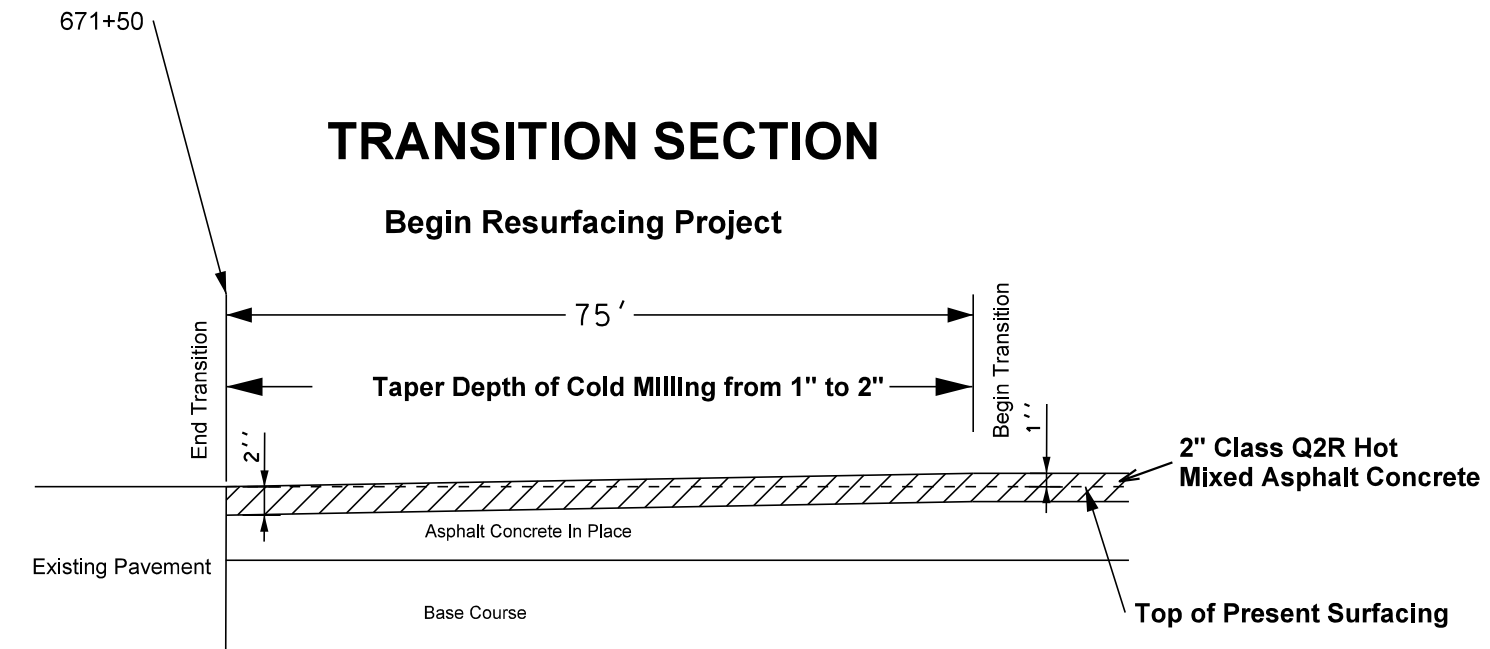 671+50
TRANSITION SECTION
Begin Resurfacing Project
75'
End Transition
Begin Transition
Taper Depth of Cold Milling from 1" to 2"
2''
1''
2" Class Q2R Hot
Mixed Asphalt Concrete
Asphalt Concrete In Place
Existing Pavement
Base Course
Top of Present Surfacing